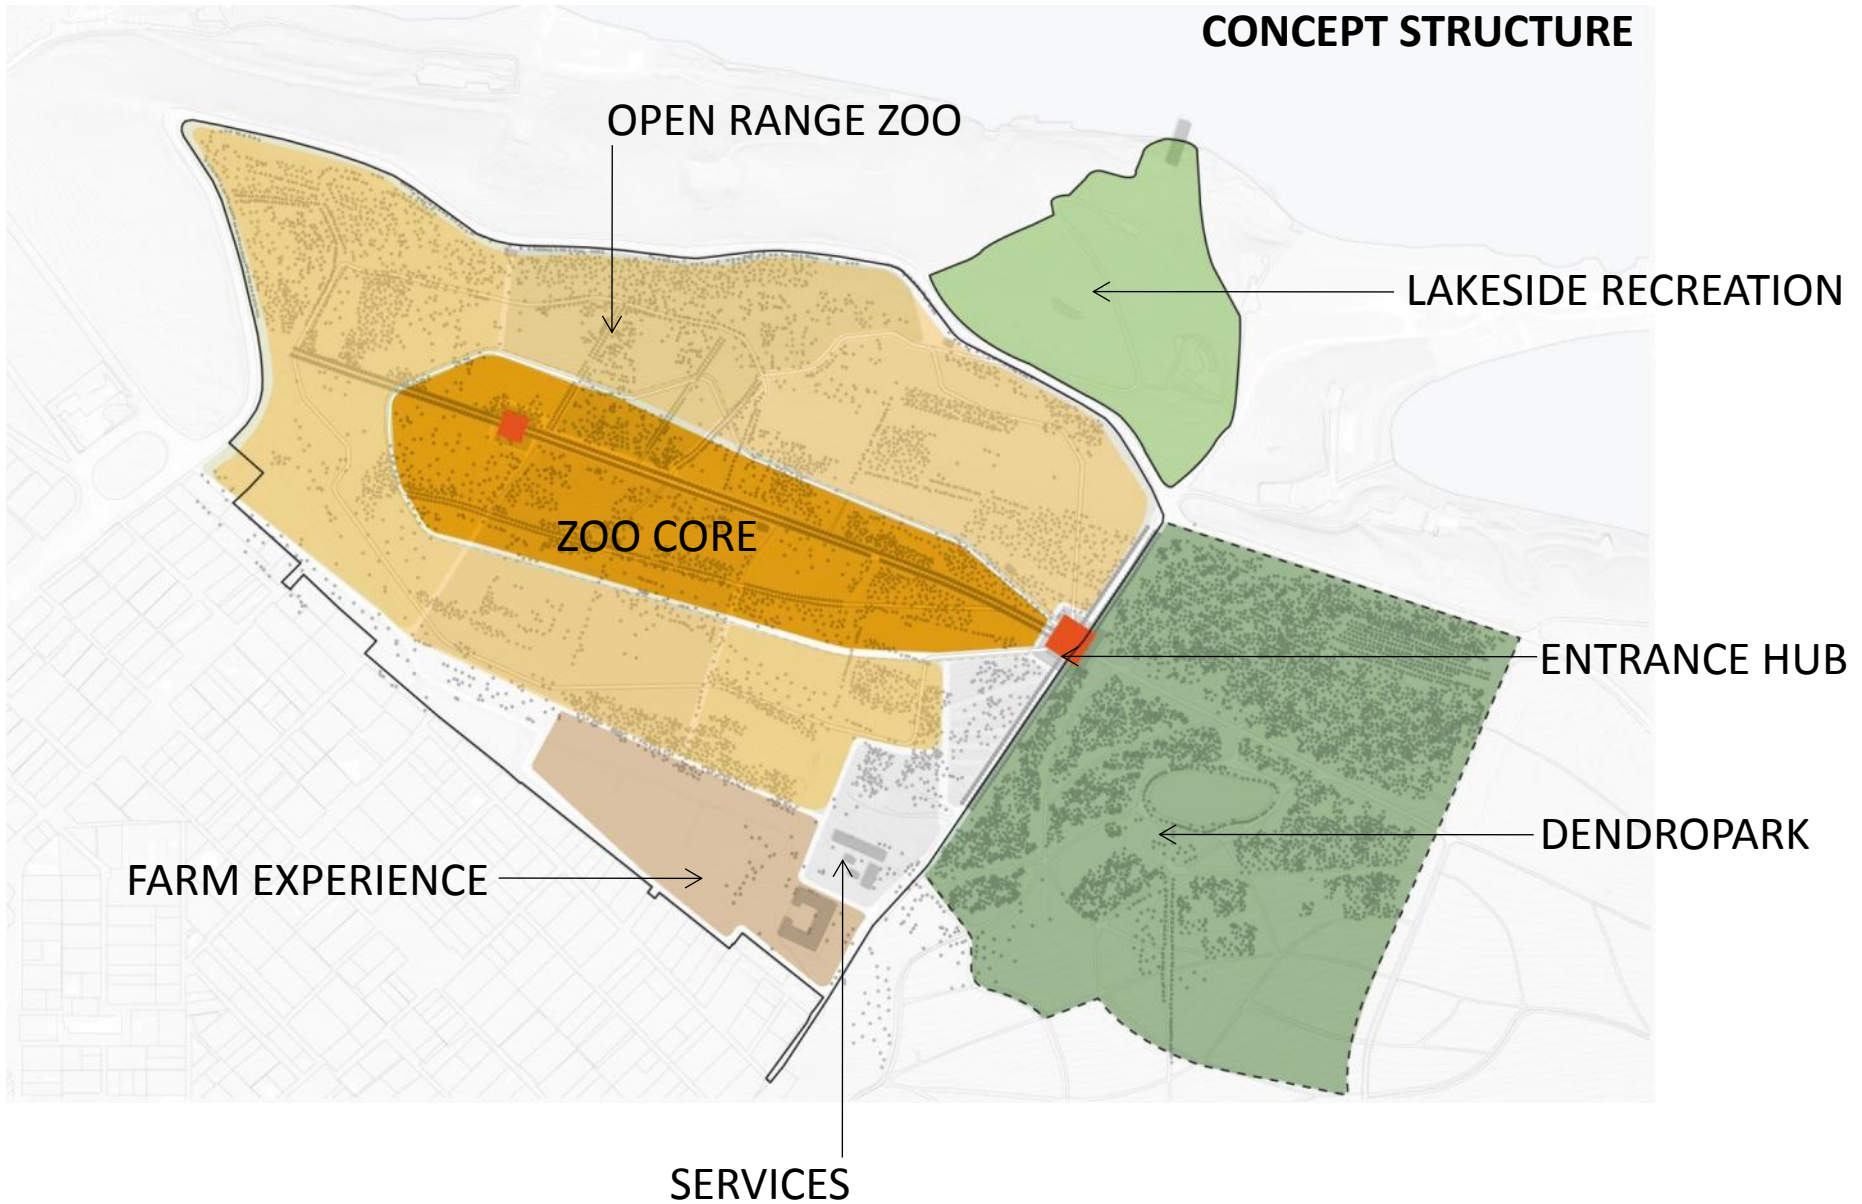 CONCEPT STRUCTURE
OPEN RANGE ZOO
LAKESIDE RECREATION
ZOO CORE
ENTRANCE HUB
DENDROPARK
FARM EXPERIENCE
SERVICES